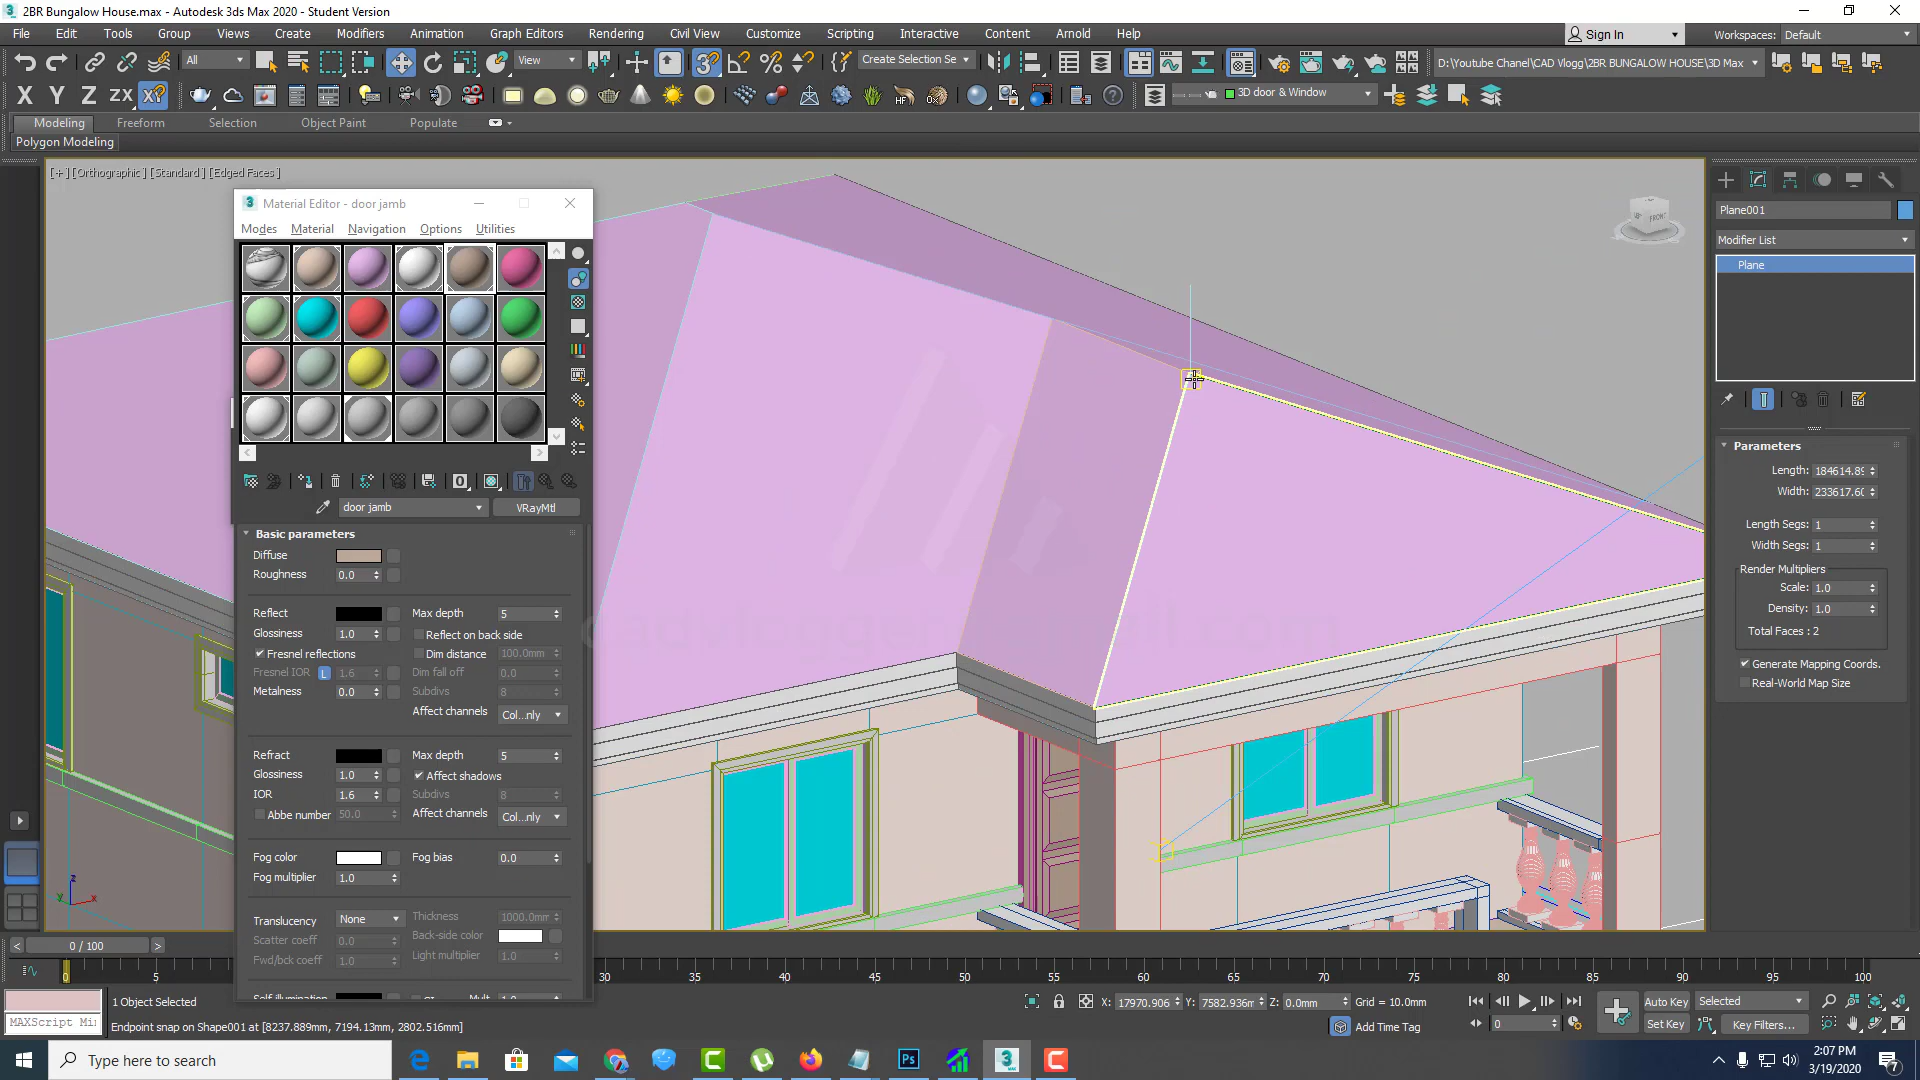 2BR Bungalow House.max - Autodesk 3ds Max 2020 - Student Version
File Edit Tools Group Views Create Modifiers Animation Graph Editors Rendering Civil View Customize Scripting Interactive Content Arnold Help
Sign In Workspaces: Default
All View Create Selection Se D:\Youtube Chanel\CAD Vlogg\2BR BUNGALOW HOUSE\3D Max
X Y Z ZX XY HF 3D door & Window
Modeling Freeform Selection Object Paint Populate
Polygon Modeling
[+] [Orthographic] [Standard] [Edged Faces]
Material Editor - door jamb
Modes Material Navigation Options Utilities
door jamb VRayMtl
Basic parameters
Diffuse
Roughness 0.0
Reflect Max depth 5
Glossiness 1.0 Reflect on back side
Fresnel reflections Dim distance 100.0mm
Fresnel IOR L 1.6 Dim fall off 0.0
Metalness 0.0 Subdivs 8
Affect channels Col...nly
Refract Max depth 5
Glossiness 1.0 Affect shadows
IOR 1.6 Subdivs 8
Abbe number 50.0 Affect channels Col...nly
Fog color Fog bias 0.0
Fog multiplier 1.0
Translucency None Thickness 1000.0mm
Scatter coeff 0.0 Back-side color
Fwd/bck coeff 1.0 Light multiplier 1.0
FRONT
Plane001
Modifier List
Plane
Parameters
Length: 184614.89
Width: 233617.60
Length Segs: 1
Width Segs: 1
Render Multipliers
Scale: 1.0
Density: 1.0
Total Faces : 2
Generate Mapping Coords.
Real-World Map Size
z
y x
< 0 / 100 >
0 5 30 35 40 45 50 55 60 65 70 75 80 85 90 95 100
1 Object Selected X: 17970.906 Y: 7582.936m Z: 0.0mm Grid = 10.0mm Auto Key Selected
MAXScript Mi Endpoint snap on Shape001 at [8237.889mm, 7194.13mm, 2802.516mm] Add Time Tag 0 Set Key Key Filters...
Type here to search
2:07 PM
3/19/2020
7